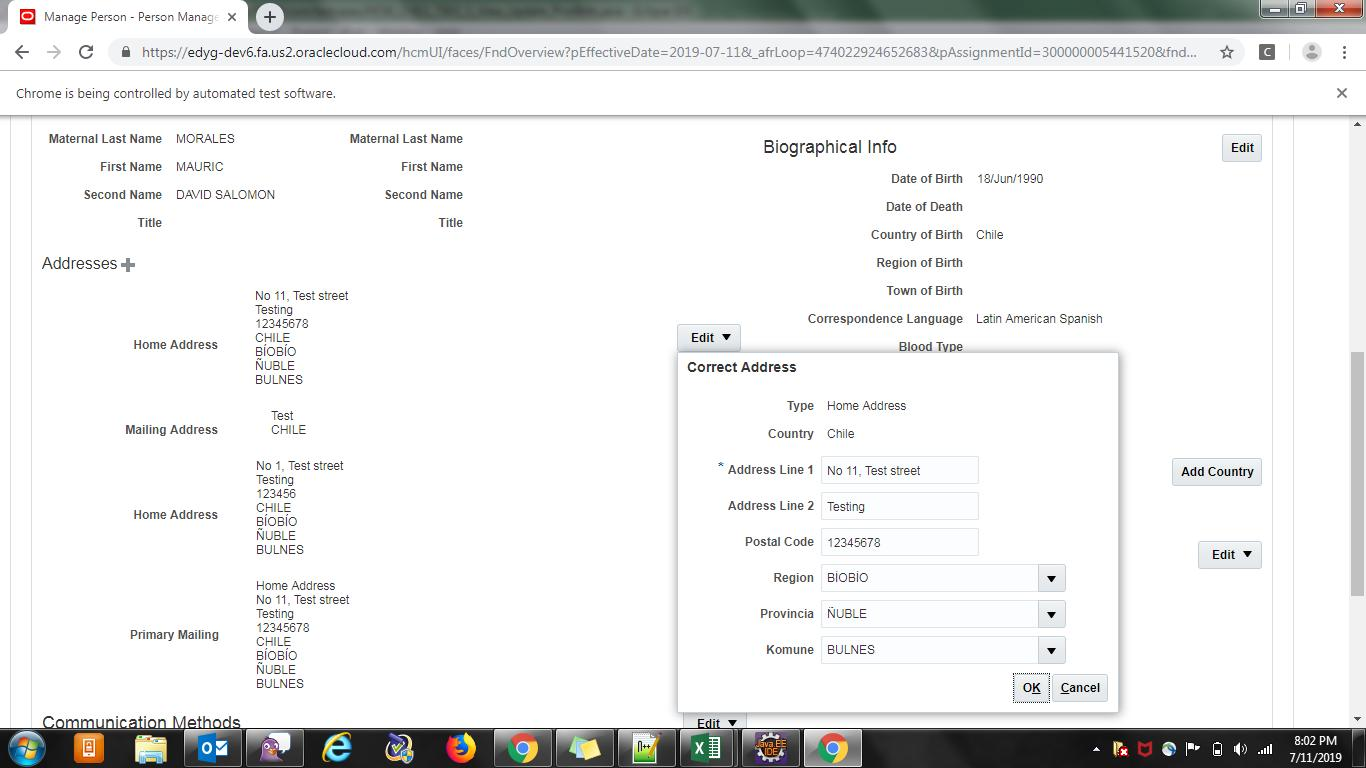 Manage Person - Person Manage
https://edyg-dev6.fa.us2.oraclecloud.com/hcmUI/faces/FndOverview?pEffectiveDate=2019-07-11&_afrLoop=474022924652683&pAssignmentId=300000005441520&fnd...
Chrome is being controlled by automated test software.
Maternal Last Name MORALES Maternal Last Name
First Name MAURIC First Name
Second Name DAVID SALOMON Second Name
Title Title
Addresses
Home Address
No 11, Test street
Testing
12345678
CHILE
BÍOBÍO
ÑUBLE
BULNES
Edit
Mailing Address
Test
CHILE
Home Address
No 1, Test street
Testing
123456
CHILE
BÍOBÍO
ÑUBLE
BULNES
Primary Mailing
Home Address
No 11, Test street
Testing
12345678
CHILE
BÍOBÍO
ÑUBLE
BULNES
Communication Methods
Edit
Biographical Info
Edit
Date of Birth 18/Jun/1990
Date of Death
Country of Birth Chile
Region of Birth
Town of Birth
Correspondence Language Latin American Spanish
Blood Type
Correct Address
Type Home Address
Country Chile
* Address Line 1 No 11, Test street
Address Line 2 Testing
Postal Code 12345678
Region BÍOBÍO
Provincia ÑUBLE
Komune BULNES
OK Cancel
Add Country
Edit
8:02 PM
7/11/2019